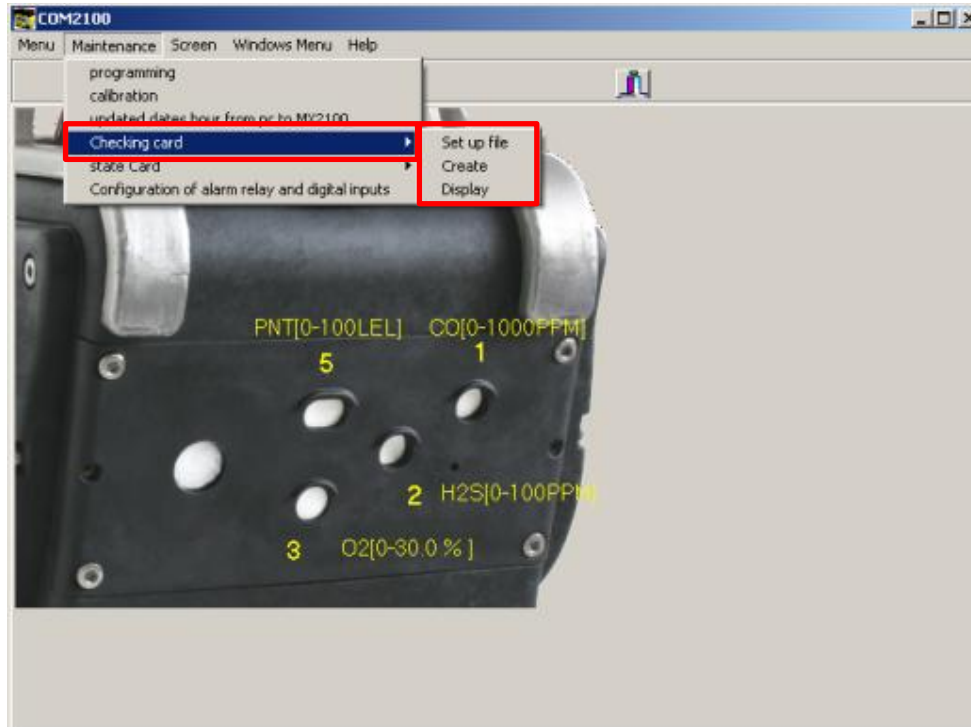 COM2100
Menu Maintenance Screen Windows Menu Help
programming
calibration
updated dates hour from pc to MX2100
Checking card
Set up file
state Card
Create
Configuration of alarm relay and digital inputs
Display
PNT[0-100LEL] CO[0-1000PPM]
5 1
2 H2S[0-100PPM]
3 O2[0-30.0 % ]